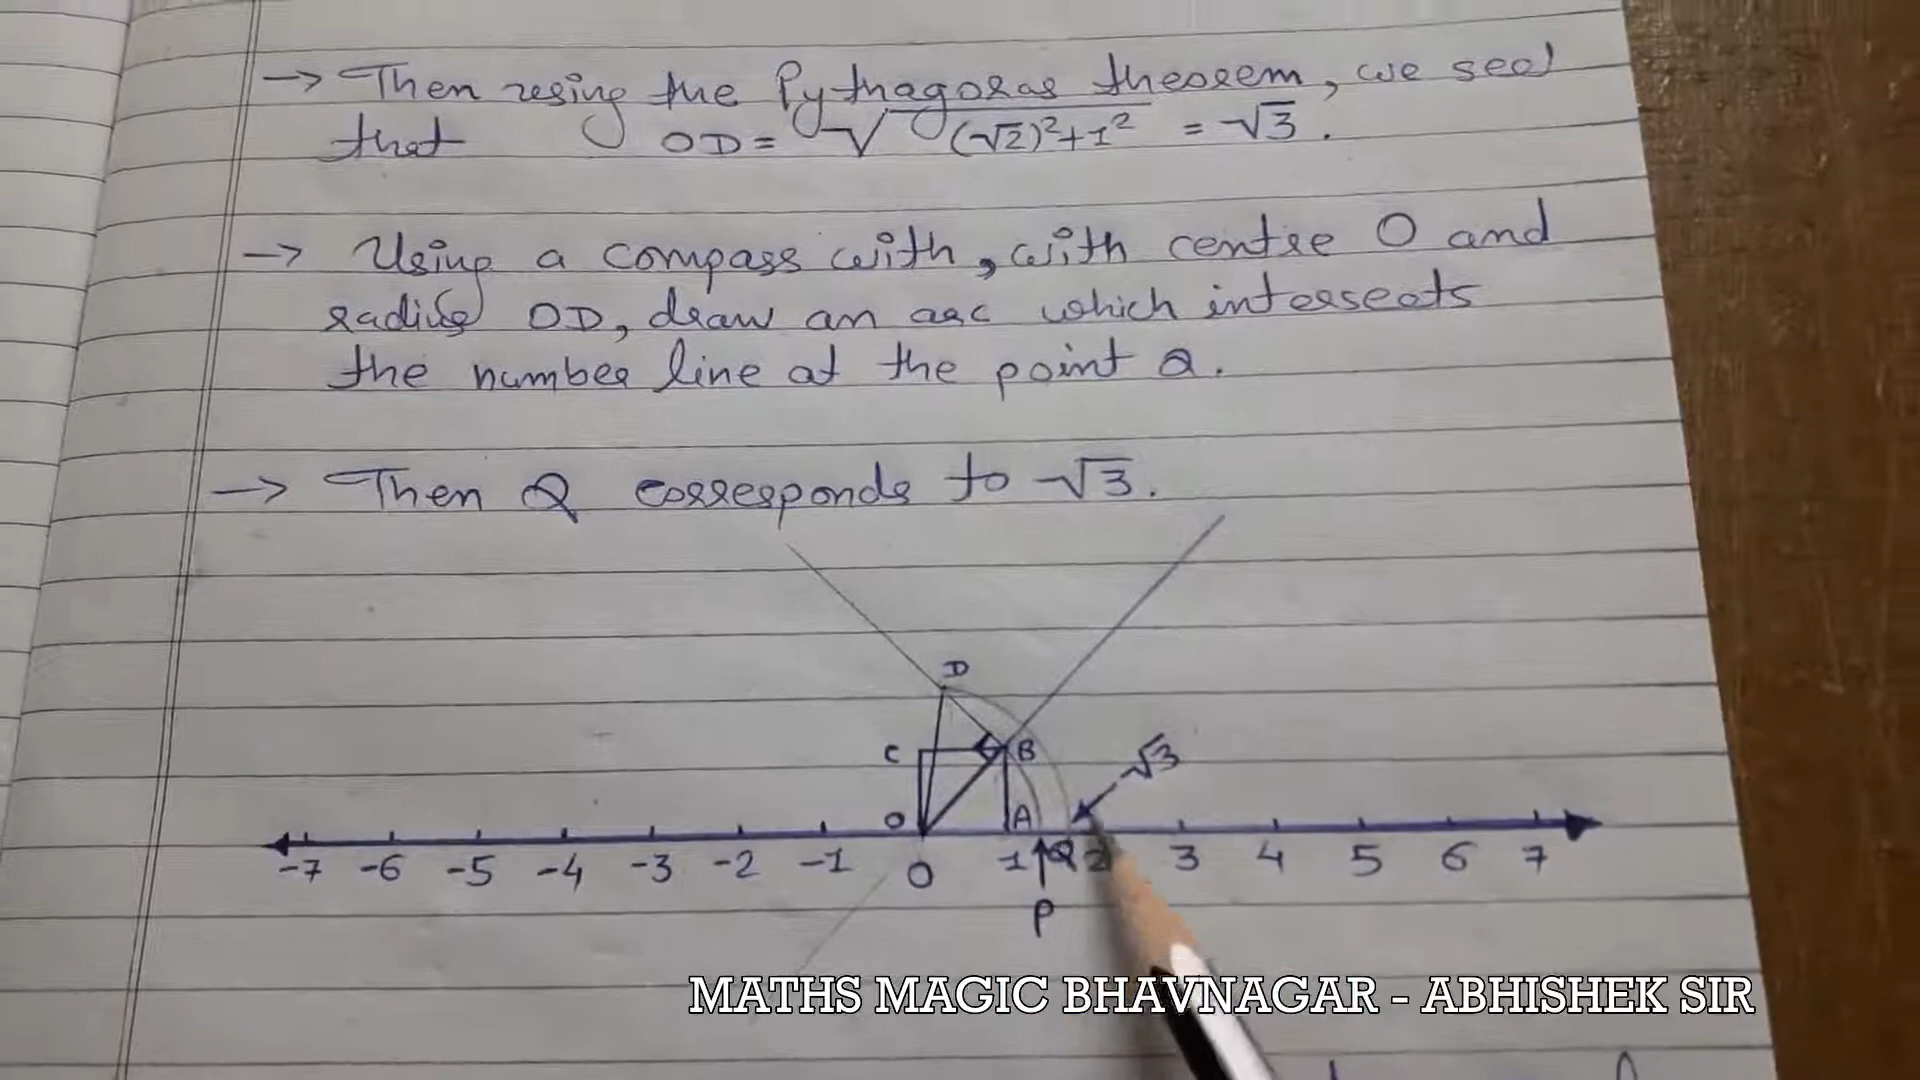 → Then using the Pythagoras theorem, we see
that OD = √(√2)²+1² = √3.
→ Using a compass with, with centre O and
radius OD, draw an arc which interseats
the number line at the point Q.
→ Then Q corresponds to √3.
D
C B √3
O A
-7 -6 -5 -4 -3 -2 -1 0 1 Q 2 3 4 5 6 7
P
MATHS MAGIC BHAVNAGAR - ABHISHEK SIR